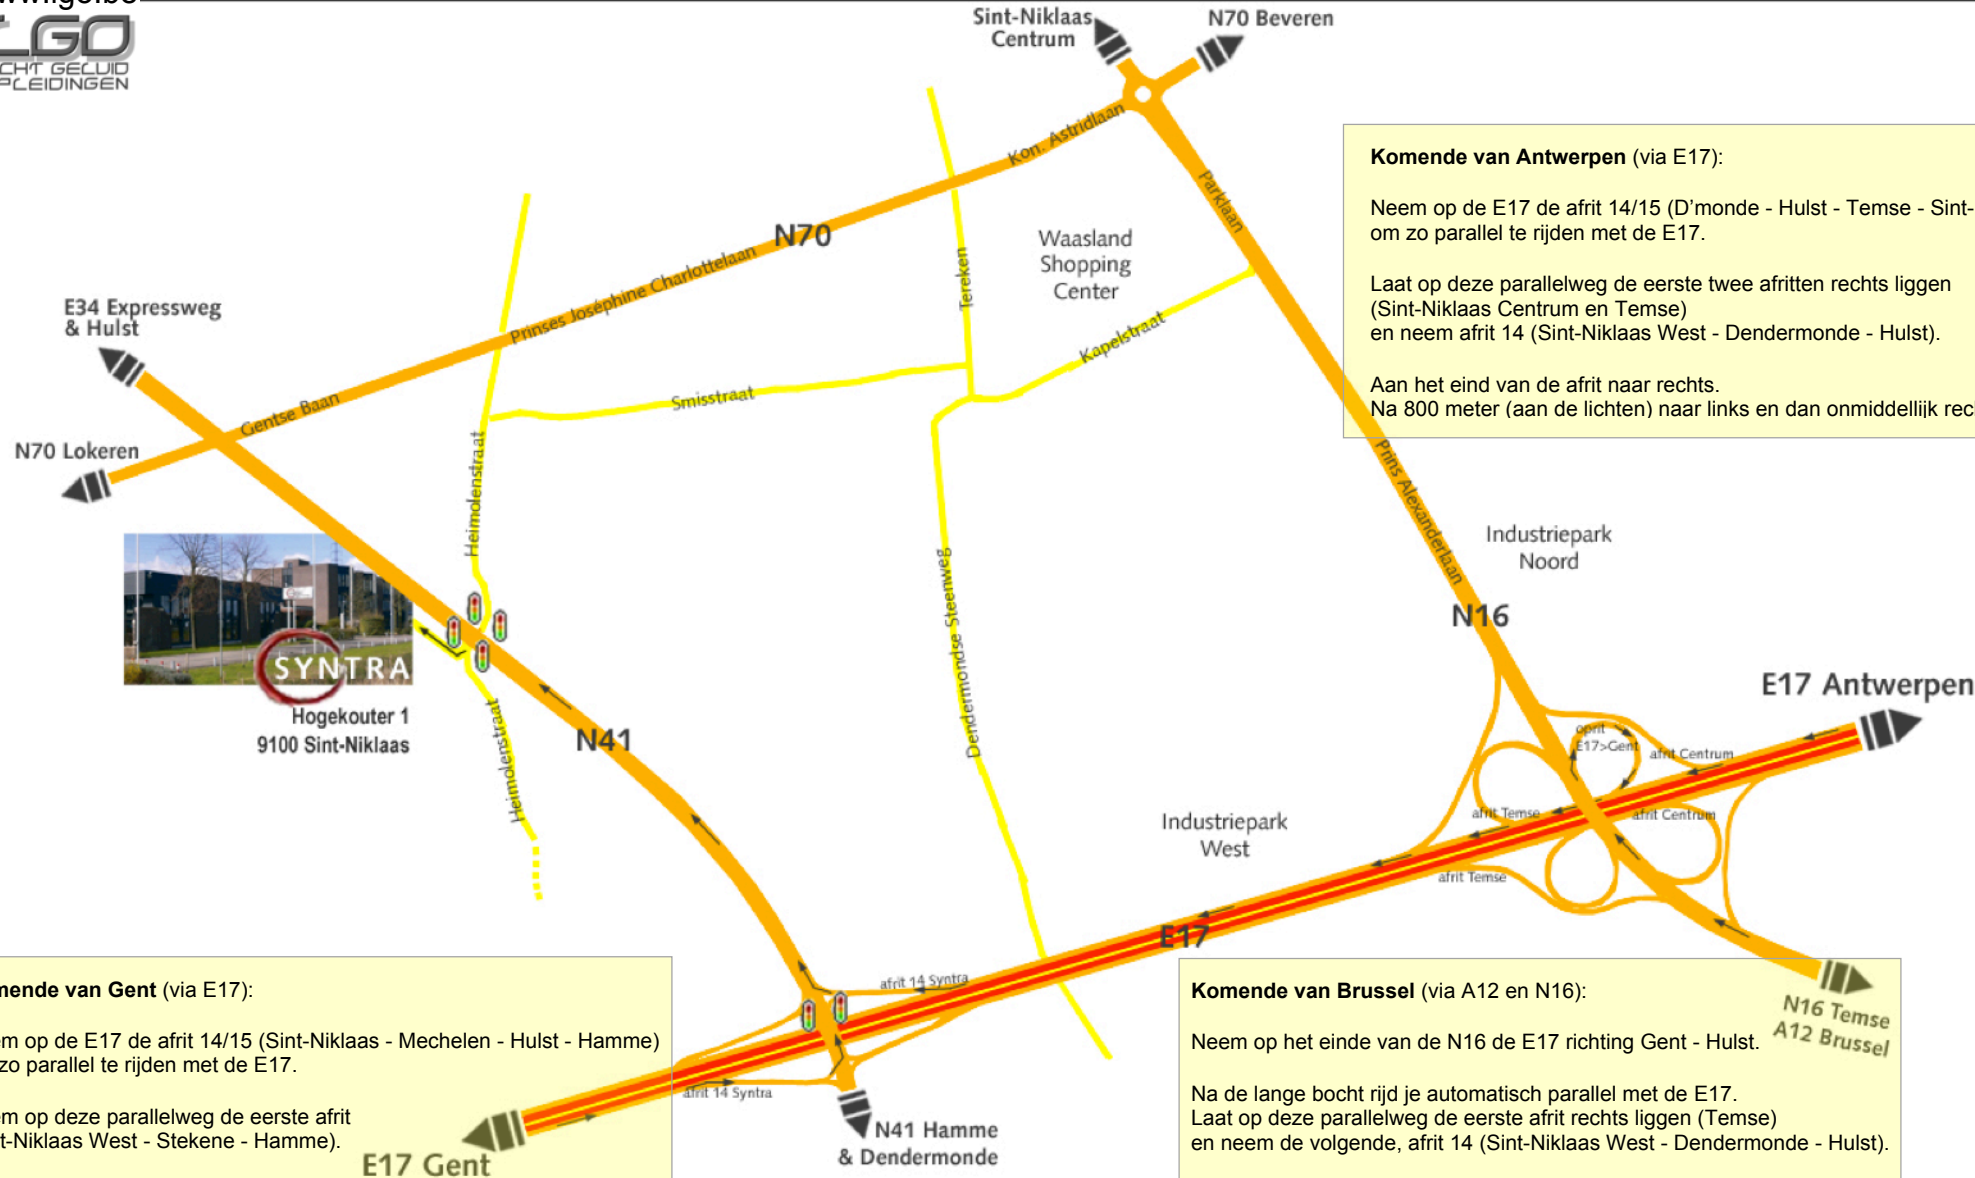 LGO
Sint-Niklaas
Centrum
N70 Beveren
Kon. Astridlaan
Parklaan
Komende van Antwerpen (via E17):
Neem op de E17 de afrit 14/15 (D'monde - Hulst - Temse - Sint-
om zo parallel te rijden met de E17.
Laat op deze parallelweg de eerste twee afritten rechts liggen
(Sint-Niklaas Centrum en Temse)
en neem afrit 14 (Sint-Niklaas West - Dendermonde - Hulst).
Aan het eind van de afrit naar rechts.
Na 800 meter (aan de lichten) naar links en dan onmiddellijk
N70
Waasland
Shopping
Center
Tereken
Prinses Joséphine Charlottelaan
E34 Expressweg
& Hulst
Kapelstraat
Smisstraat
Gentse Baan
N70 Lokeren
Heimolenstraat
Prins Alexanderlaan
Industriepark
Noord
N16
SYNTRA
Hogekouter 1
9100 Sint-Niklaas
Dendermondse Steenweg
E17 Antwerpen
N41
Heimolenstraat
oprit
E17>Gent
afrit Centrum
afrit Temse
afrit Centrum
Industriepark
West
afrit Temse
E17
afrit 14 Syntra
N16 Temse
A12 Brussel
van Gent (via E17):
op de E17 de afrit 14/15 (Sint-Niklaas - Mechelen - Hulst - Hamme)
zo parallel te rijden met de E17.
op deze parallelweg de eerste afrit
West - Stekene - Hamme).
afrit 14 Syntra
E17 Gent
N41 Hamme
& Dendermonde
Komende van Brussel (via A12 en N16):
Neem op het einde van de N16 de E17 richting Gent - Hulst.
Na de lange bocht rijd je automatisch parallel met de E17.
Laat op deze parallelweg de eerste afrit rechts liggen (Temse)
en neem de volgende, afrit 14 (Sint-Niklaas West - Dendermonde - Hulst).